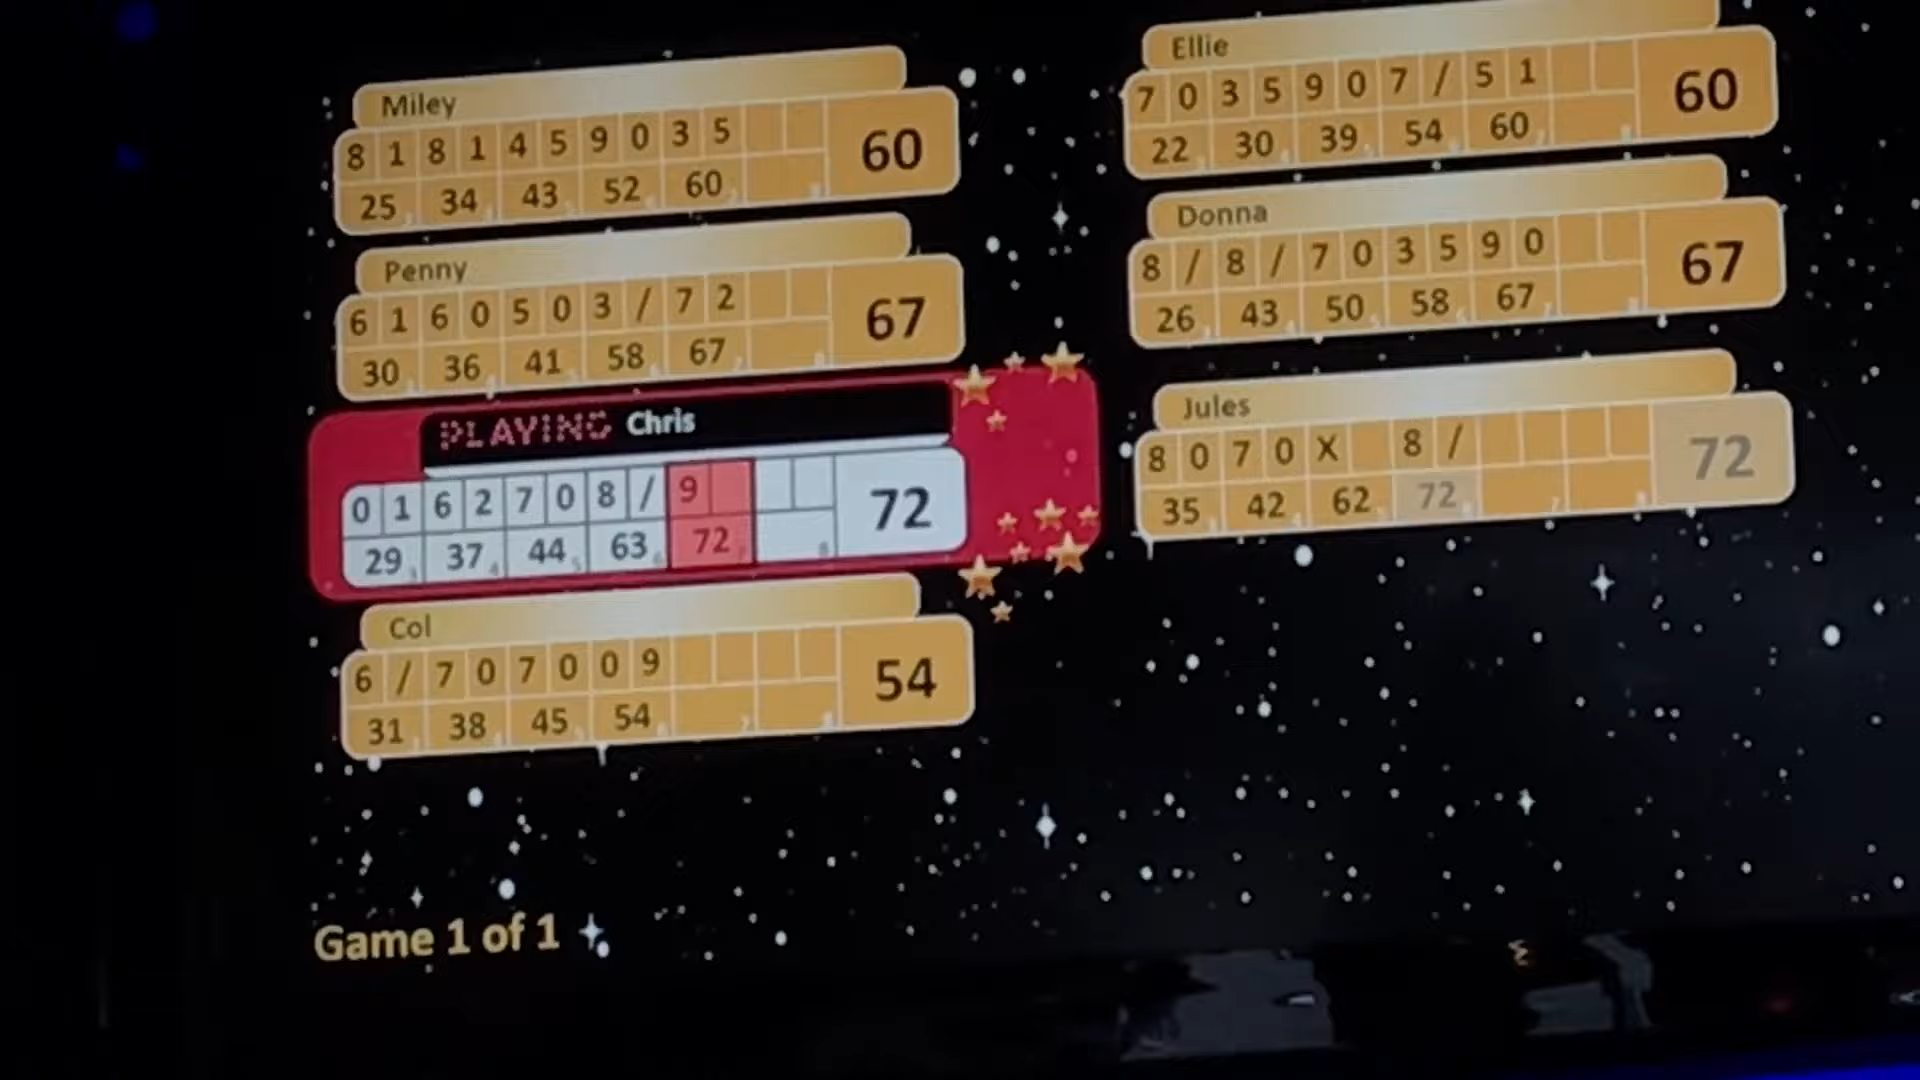 Miley
8 1 8 1 4 5 9 0 3 5
25 34 43 52 60
60
Penny
6 1 6 0 5 0 3 / 7 2
30 36 41 58 67
67
PLAYING Chris
0 1 6 2 7 0 8 / 9
29 37 44 63 72
72
Col
6 / 7 0 7 0 0 9
31 38 45 54
54
Ellie
7 0 3 5 9 0 7 / 5 1
22 30 39 54 60
60
Donna
8 / 8 / 7 0 3 5 9 0
26 43 50 58 67
67
Jules
8 0 7 0 X 8 /
35 42 62 72
72
Game 1 of 1